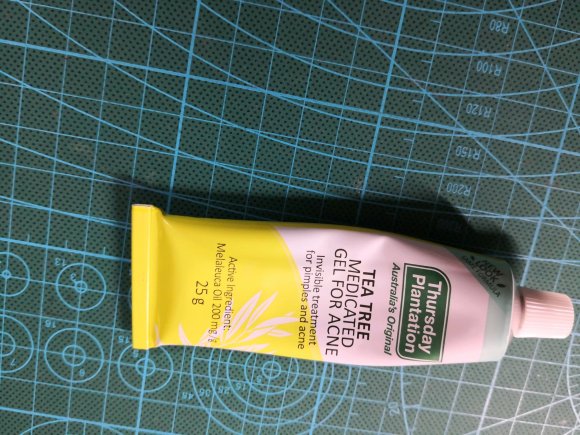 Thursday
Plantation
Australia's Original
TEA TREE
MEDICATED
GEL FOR ACNE
Invisible treatment
for pimples and acne
Active Ingredient:
Melaleuca Oil 200 mg/g
25 g
R80
R100
R120
R150
R200